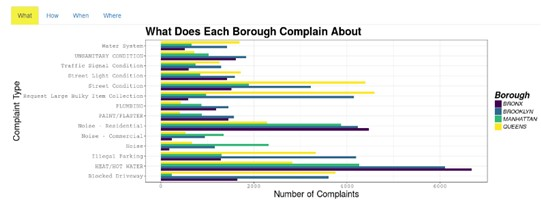 What How When Where
What Does Each Borough Complain About
Complaint Type
Water System
UNSANITARY CONDITION
Traffic Signal Condition
Street Light Condition
Street Condition
Request Large Bulky Item Collection
PLUMBING
PAINT/PLASTER
Noise - Residential
Noise - Commercial
Noise
Illegal Parking
HEAT/HOT WATER
Blocked Driveway
0 2000 4000 6000
Number of Complaints
Borough
BRONX
BROOKLYN
MANHATTAN
QUEENS